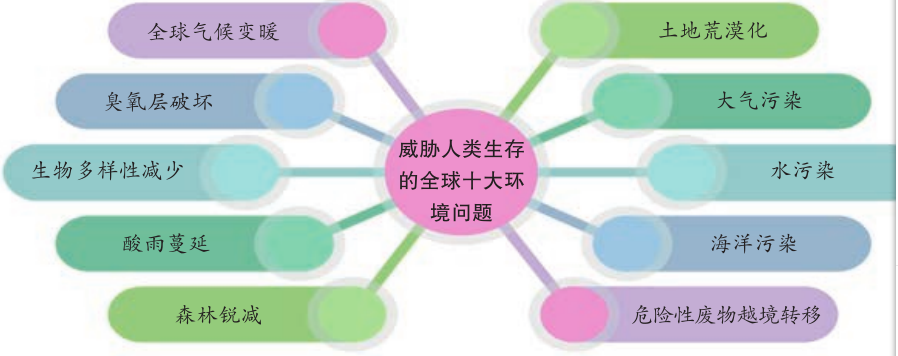 全球气候变暖
臭氧层破坏
生物多样性减少
酸雨蔓延
森林锐减
威胁人类生存
的全球十大环
境问题
土地荒漠化
大气污染
水污染
海洋污染
危险性废物越境转移